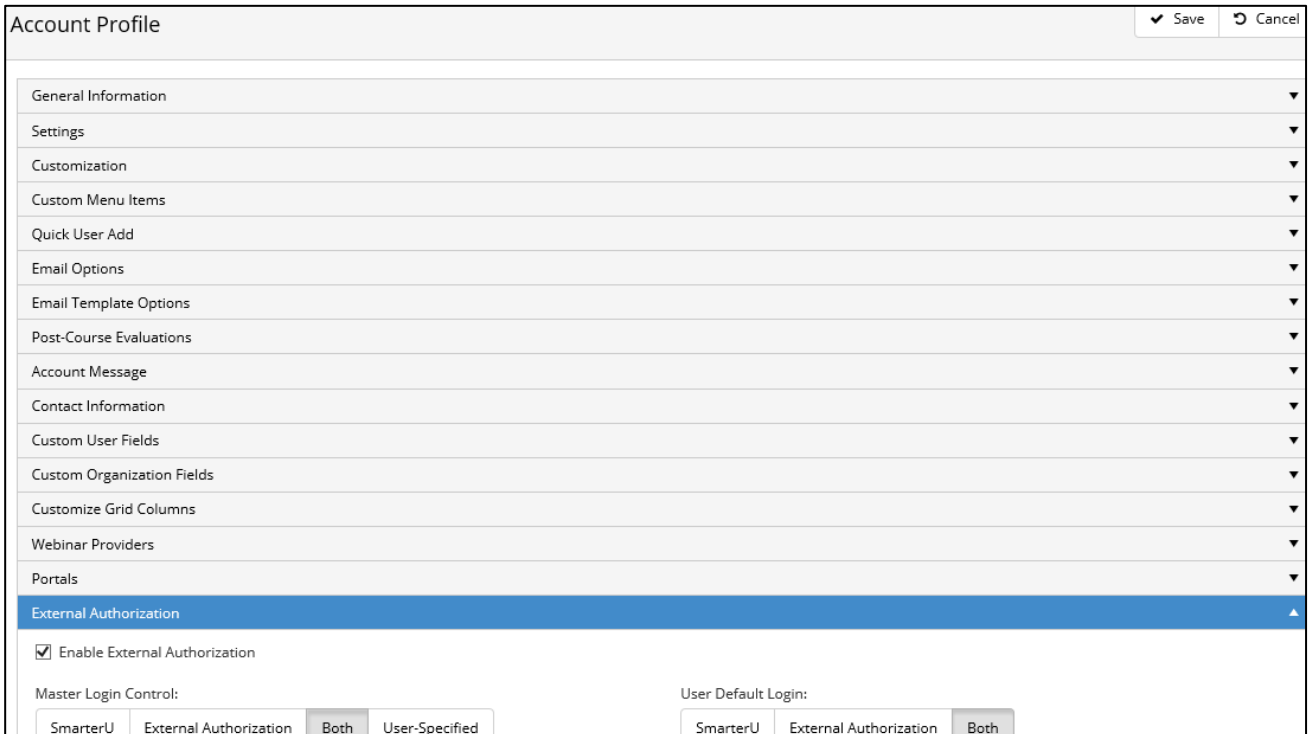 Account Profile
Save Cancel
General Information
Settings
Customization
Custom Menu Items
Quick User Add
Email Options
Email Template Options
Post-Course Evaluations
Account Message
Contact Information
Custom User Fields
Custom Organization Fields
Customize Grid Columns
Webinar Providers
Portals
External Authorization
Enable External Authorization
Master Login Control: User Default Login:
SmarterU External Authorization Both User-Specified SmarterU External Authorization Both